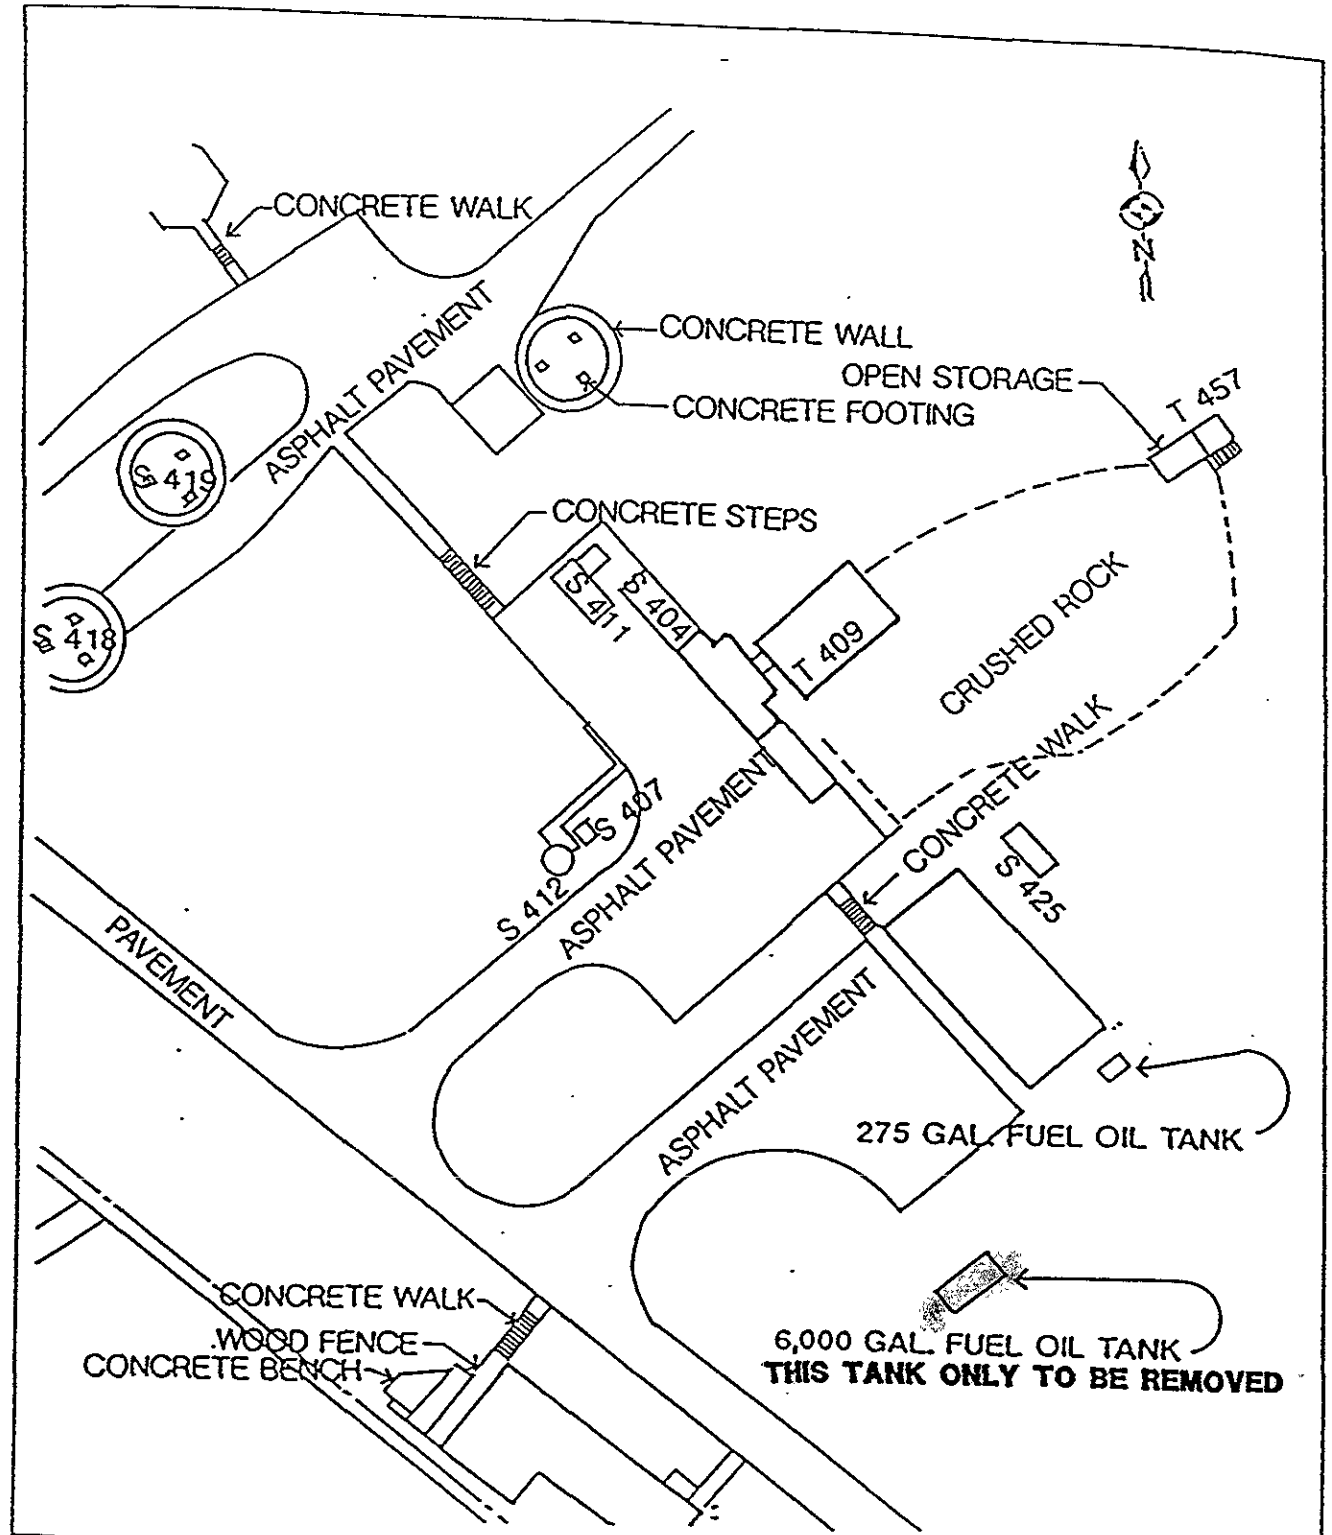 CONCRETE WALK
ASPHALT PAVEMENT
CONCRETE WALL
OPEN STORAGE
T 457
CONCRETE FOOTING
S 419
CONCRETE STEPS
S 411
S 404
T 409
CRUSHED ROCK
S 418
CONCRETE WALK
S 407
ASPHALT PAVEMENT
S 412
S 425
PAVEMENT
ASPHALT PAVEMENT
275 GAL. FUEL OIL TANK
CONCRETE WALK
WOOD FENCE
CONCRETE BENCH
6,000 GAL. FUEL OIL TANK
THIS TANK ONLY TO BE REMOVED
N